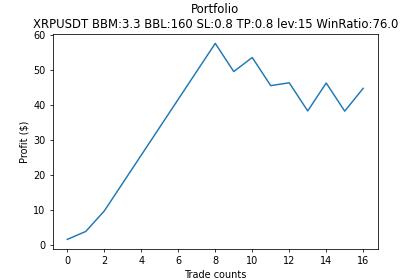 Portfolio
XRPUSDT BBM:3.3 BBL:160 SL:0.8 TP:0.8 lev:15 WinRatio:76.0
60
50
40
30
20
10
0
Profit ($)
0 2 4 6 8 10 12 14 16
Trade counts